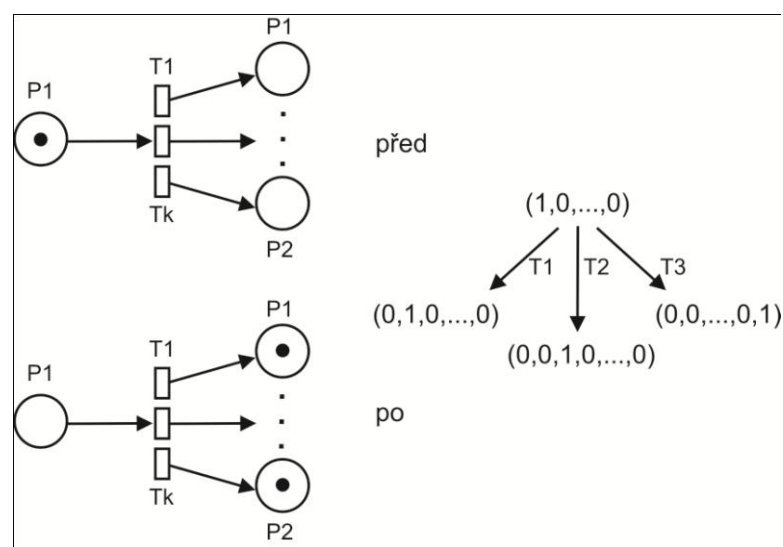 P1
T1
P1
Tk
P2
před
P1
T1
P1
Tk
P2
po
(1,0,...,0)
T1
T2
T3
(0,1,0,...,0)
(0,0,...,0,1)
(0,0,1,0,...,0)